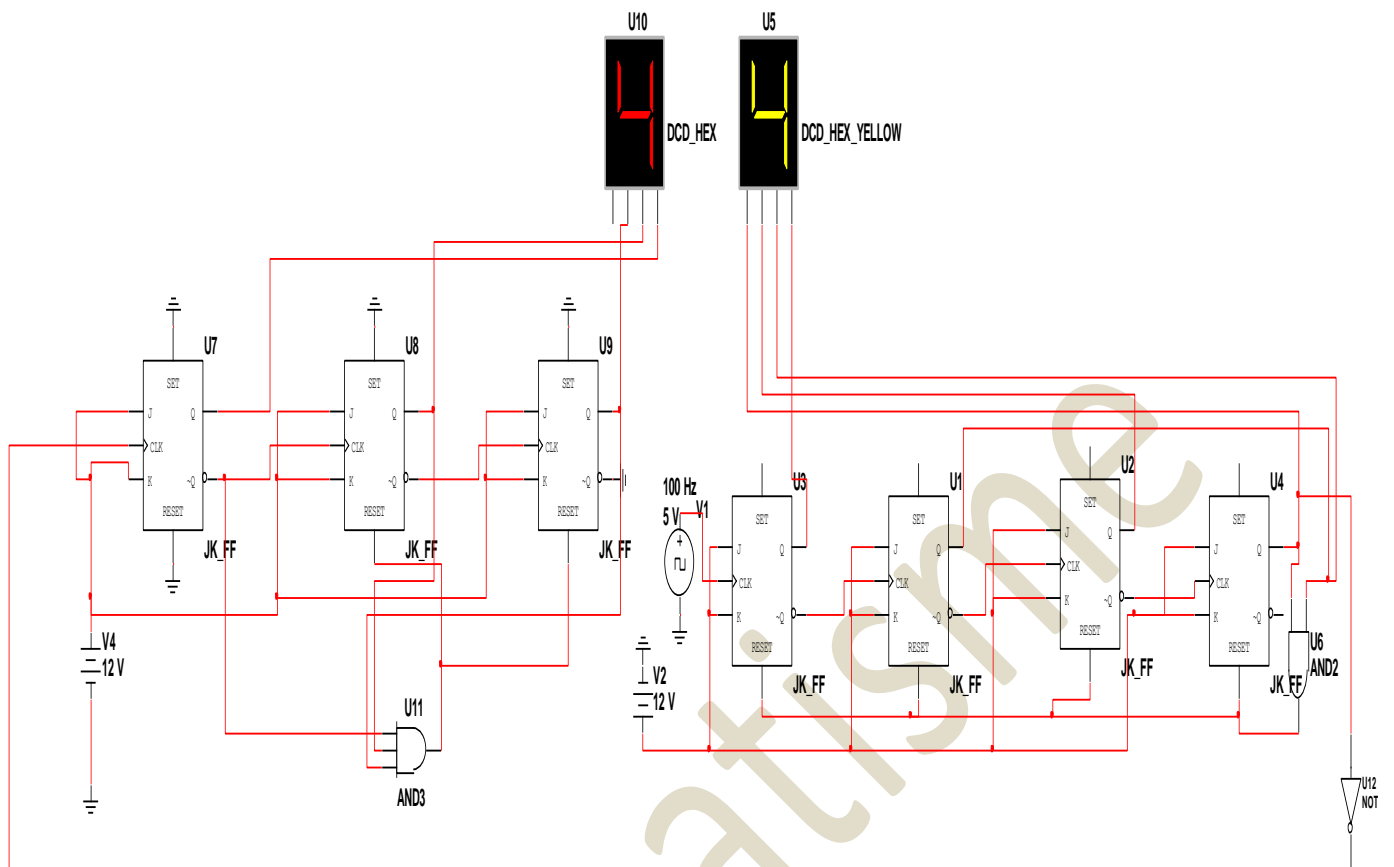 U10
U5
4
4
DCD_HEX
DCD_HEX_YELLOW
U7
U8
U9
SET
SET
SET
J
Q
J
Q
J
Q
CLK
CLK
CLK
K
~Q
K
~Q
K
~Q
RESET
RESET
RESET
JK_FF
JK_FF
JK_FF
100 Hz
5 V
V1
U3
U1
U2
U4
SET
SET
SET
SET
J
Q
J
Q
J
Q
J
Q
CLK
CLK
CLK
CLK
K
~Q
K
~Q
K
~Q
K
~Q
RESET
RESET
RESET
RESET
JK_FF
JK_FF
JK_FF
JK_FF
U6
AND2
V4
12 V
V2
12 V
U11
AND3
U12
NOT
atisme